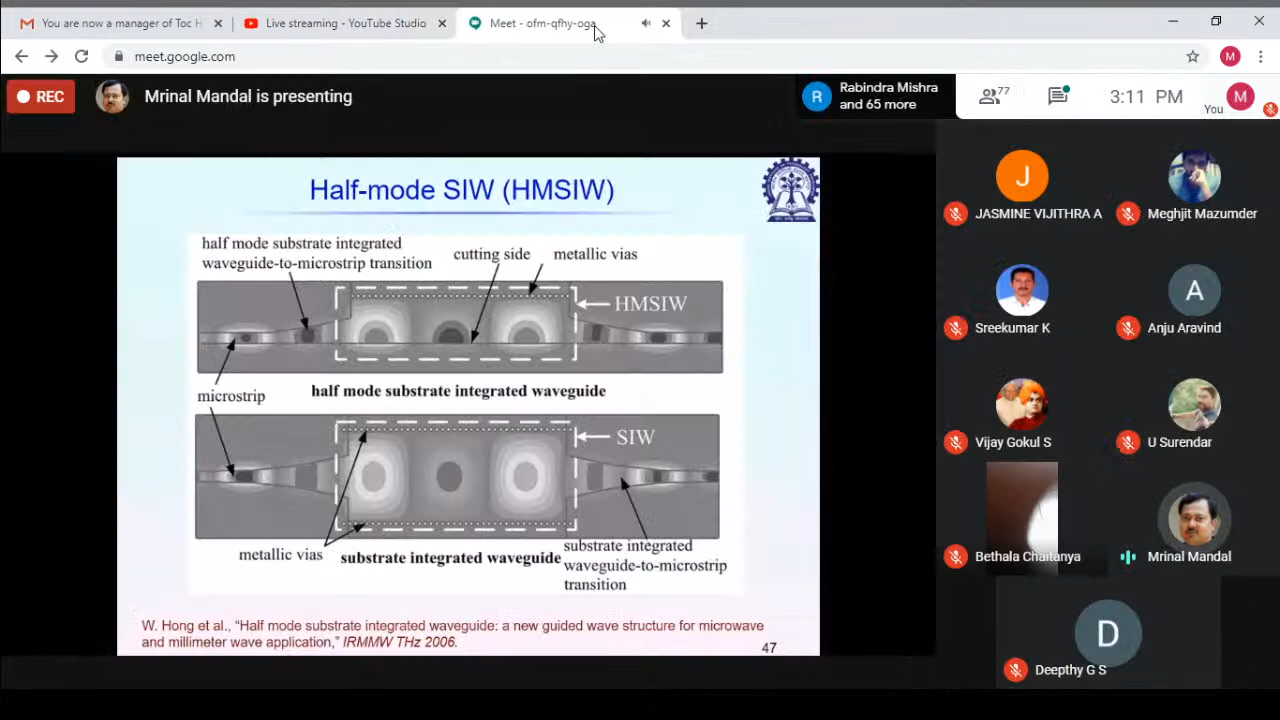 You are now a manager of Toc H
Live streaming - YouTube Studio
Meet - ofm-qfhy-oga
meet.google.com
M
REC
Mrinal Mandal is presenting
R
Rabindra Mishra
and 65 more
77
3:11 PM
You
M
Half-mode SIW (HMSIW)
half mode substrate integrated
waveguide-to-microstrip transition
cutting side
metallic vias
HMSIW
microstrip
half mode substrate integrated waveguide
SIW
metallic vias
substrate integrated waveguide
substrate integrated
waveguide-to-microstrip
transition
W. Hong et al., “Half mode substrate integrated waveguide: a new guided wave structure for microwave
and millimeter wave application,” IRMMW THz 2006.
47
J
JASMINE VIJITHRA A
Meghjit Mazumder
Sreekumar K
A
Anju Aravind
Vijay Gokul S
U Surendar
Bethala Chaitanya
Mrinal Mandal
D
Deepthy G S